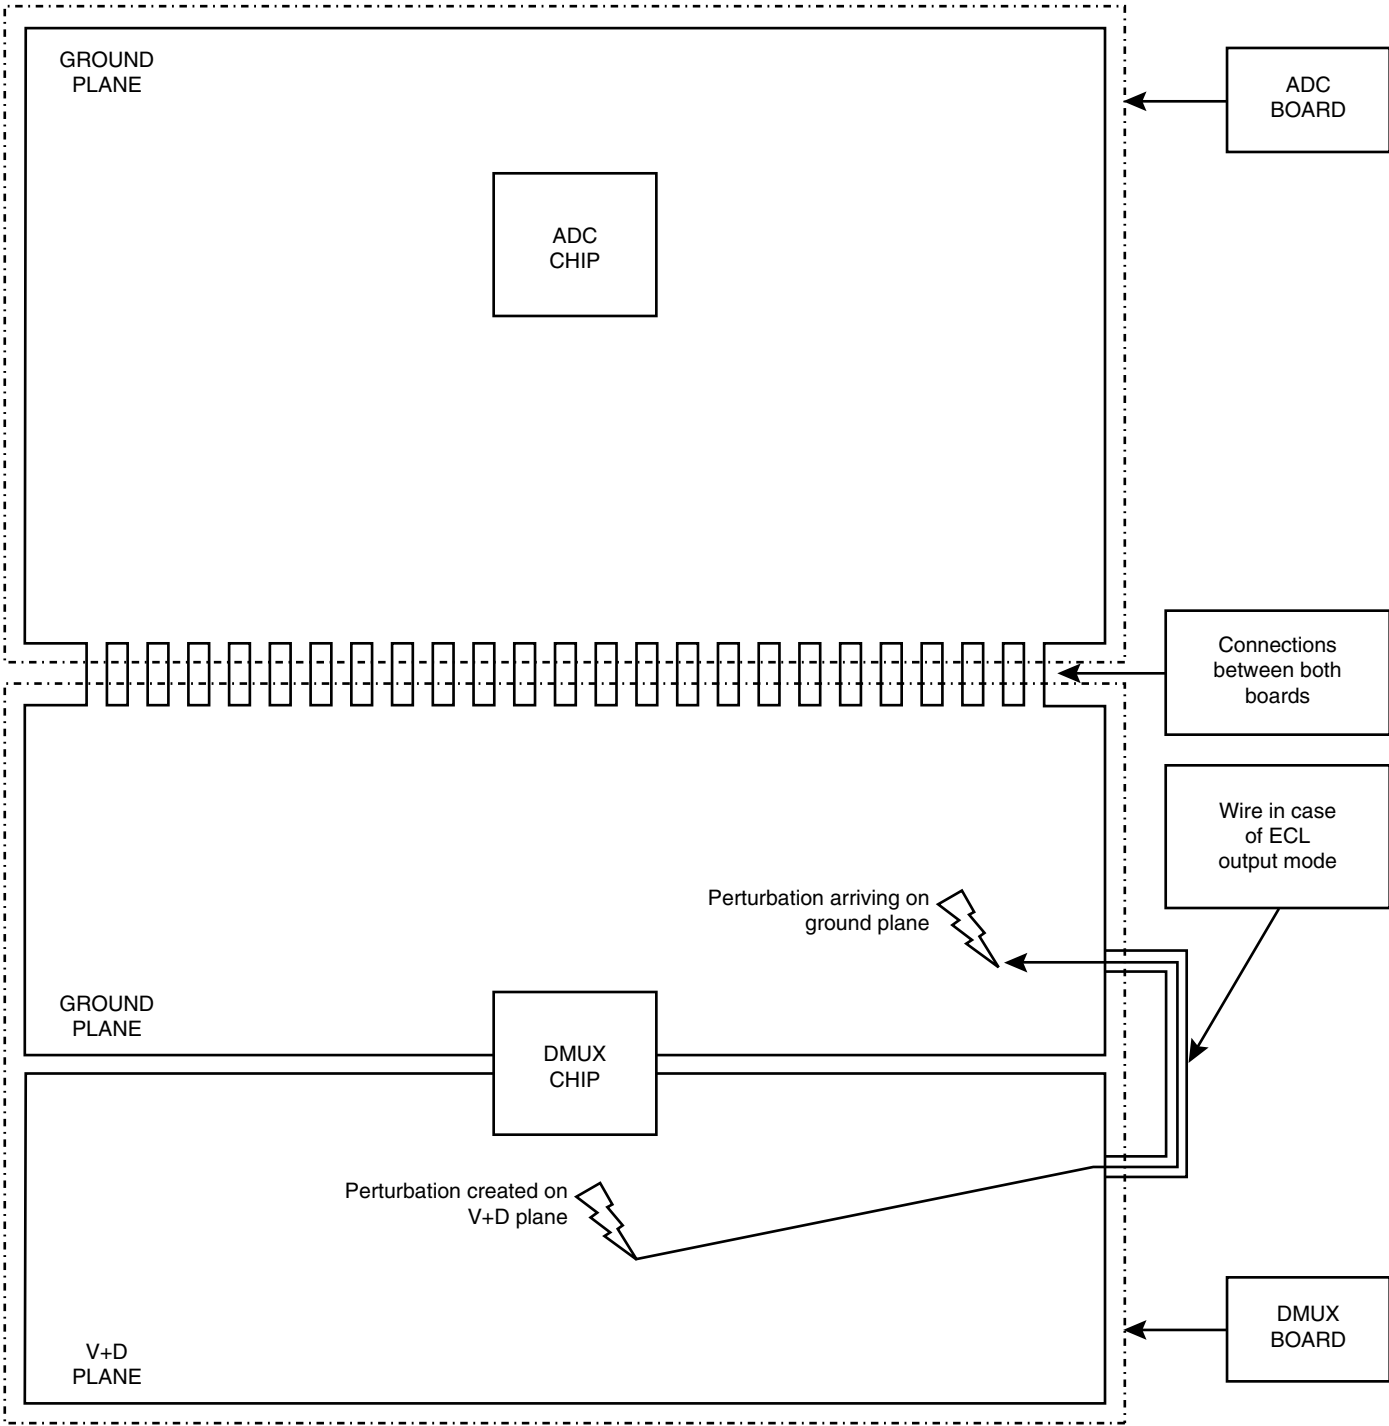 GROUND
PLANE
ADC
BOARD
ADC
CHIP
Connections
between both
boards
Wire in case
of ECL
output mode
Perturbation arriving on
ground plane
GROUND
PLANE
DMUX
CHIP
Perturbation created on
V+D plane
DMUX
BOARD
V+D
PLANE